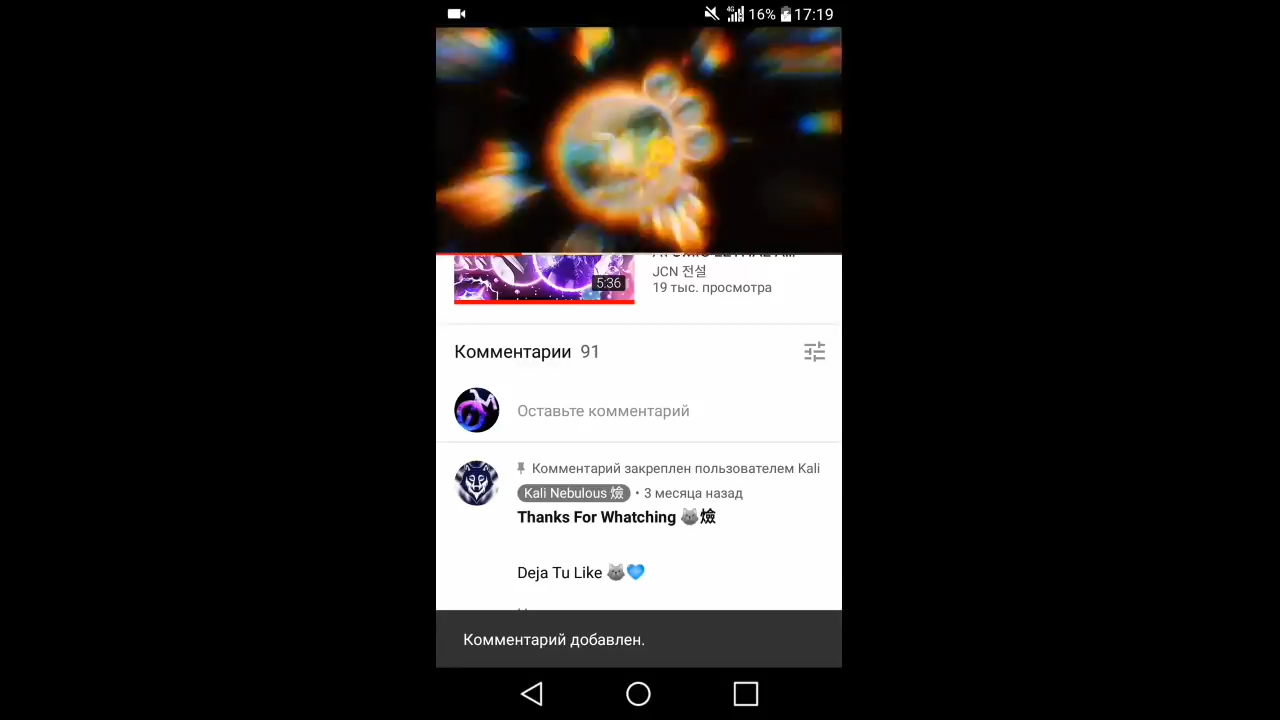 4G 16% 17:19
5:36
JCN 전설
19 тыс. просмотра
Комментарии 91
Оставьте комментарий
Комментарий закреплен пользователем Kali
Kali Nebulous 燎 • 3 месяца назад
Thanks For Whatching 🐺燎
Deja Tu Like 🐺💙
Комментарий добавлен.